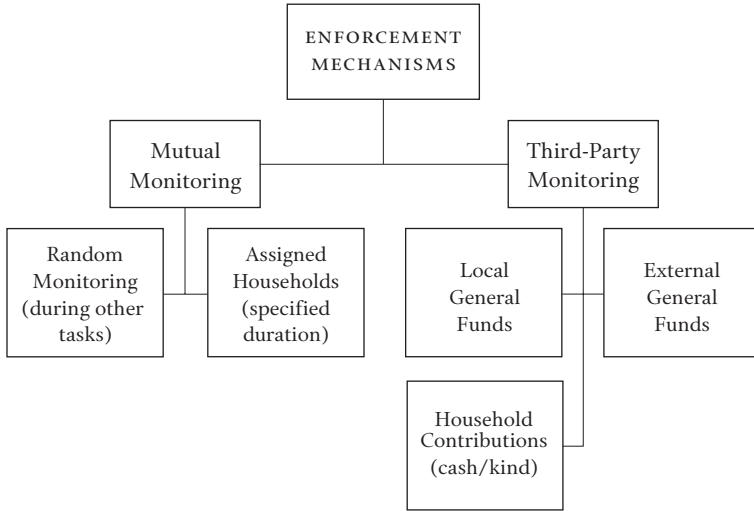 ENFORCEMENT
MECHANISMS
Mutual
Monitoring
Third-Party
Monitoring
Random
Monitoring
(during other
tasks)
Assigned
Households
(specified
duration)
Local
General
Funds
External
General
Funds
Household
Contributions
(cash/kind)